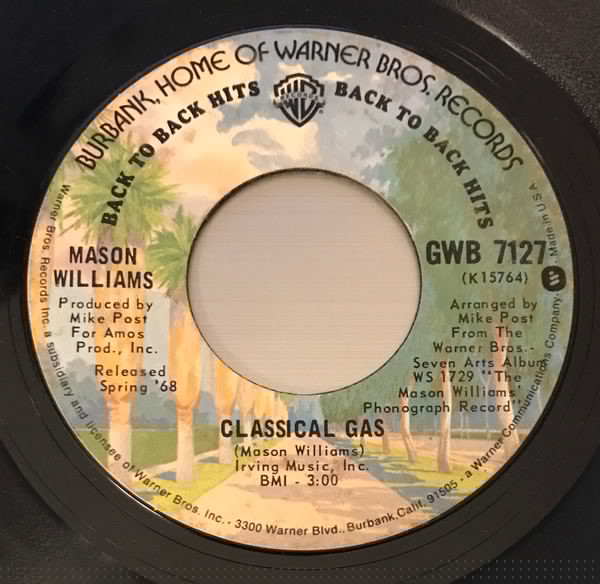 BURBANK, HOME OF WARNER BROS. RECORDS
BACK TO BACK HITS
WB
RECORDS
BACK TO BACK HITS
MASON
WILLIAMS
Produced by
Mike Post
For Amos
Prod., Inc.
Released
Spring '68
GWB 7127
(K15764)
Arranged by
Mike Post
From The
Warner Bros.-
Seven Arts Album
WS 1729 "The
Mason Williams
Phonograph Record"
CLASSICAL GAS
(Mason Williams)
Irving Music, Inc.
BMI - 3:00
Warner Bros. Records Inc. a subsidiary and licensee of Warner Bros. Inc. · 3300 Warner Blvd., Burbank, Calif. 91505 · a Warner Communications Company · Made in U.S.A.